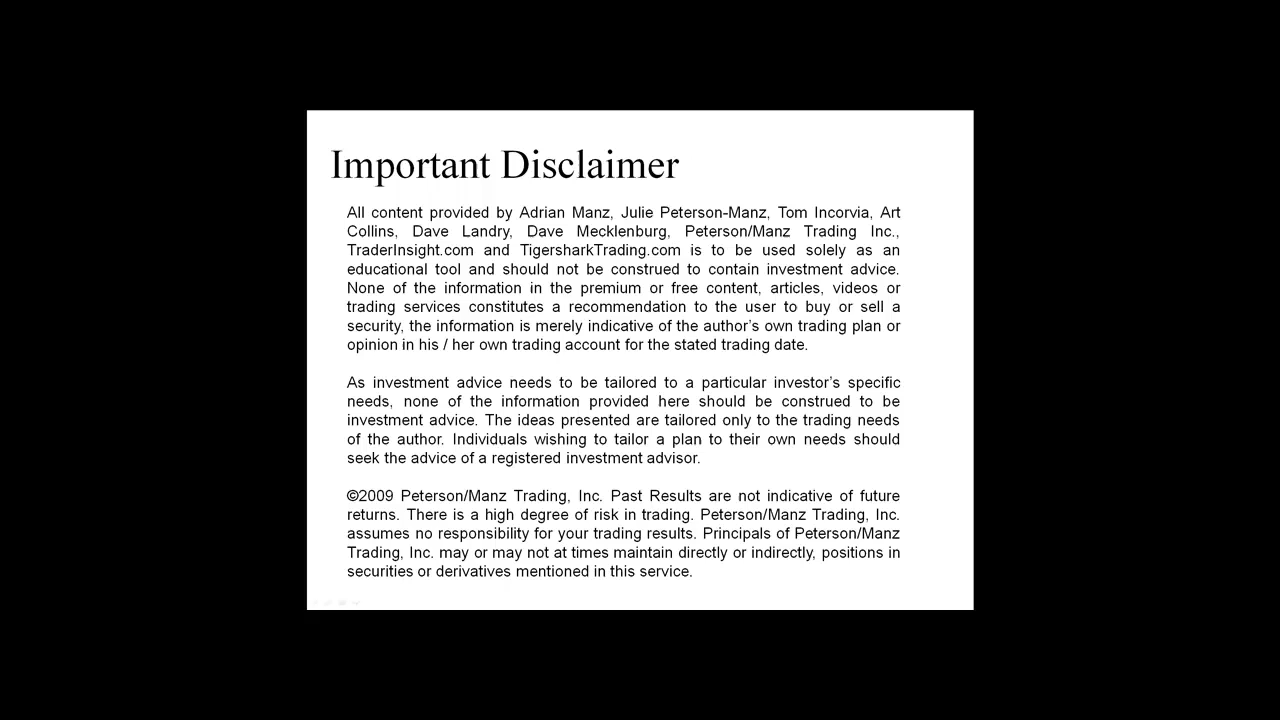 Important Disclaimer
All content provided by Adrian Manz, Julie Peterson-Manz, Tom Incorvia, Art
Collins, Dave Landry, Dave Mecklenburg, Peterson/Manz Trading Inc.,
TraderInsight.com and TigersharkTrading.com is to be used solely as an
educational tool and should not be construed to contain investment advice.
None of the information in the premium or free content, articles, videos or
trading services constitutes a recommendation to the user to buy or sell a
security, the information is merely indicative of the author’s own trading plan or
opinion in his / her own trading account for the stated trading date.
As investment advice needs to be tailored to a particular investor’s specific
needs, none of the information provided here should be construed to be
investment advice. The ideas presented are tailored only to the trading needs
of the author. Individuals wishing to tailor a plan to their own needs should
seek the advice of a registered investment advisor.
©2009 Peterson/Manz Trading, Inc. Past Results are not indicative of future
returns. There is a high degree of risk in trading. Peterson/Manz Trading, Inc.
assumes no responsibility for your trading results. Principals of Peterson/Manz
Trading, Inc. may or may not at times maintain directly or indirectly, positions in
securities or derivatives mentioned in this service.